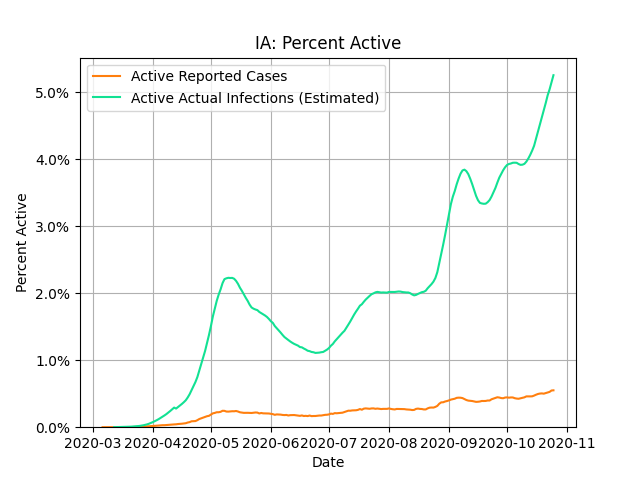 IA: Percent Active
Active Reported Cases
Active Actual Infections (Estimated)
5.0%
4.0%
3.0%
2.0%
1.0%
0.0%
Percent Active
2020-03 2020-04 2020-05 2020-06 2020-07 2020-08 2020-09 2020-10 2020-11
Date